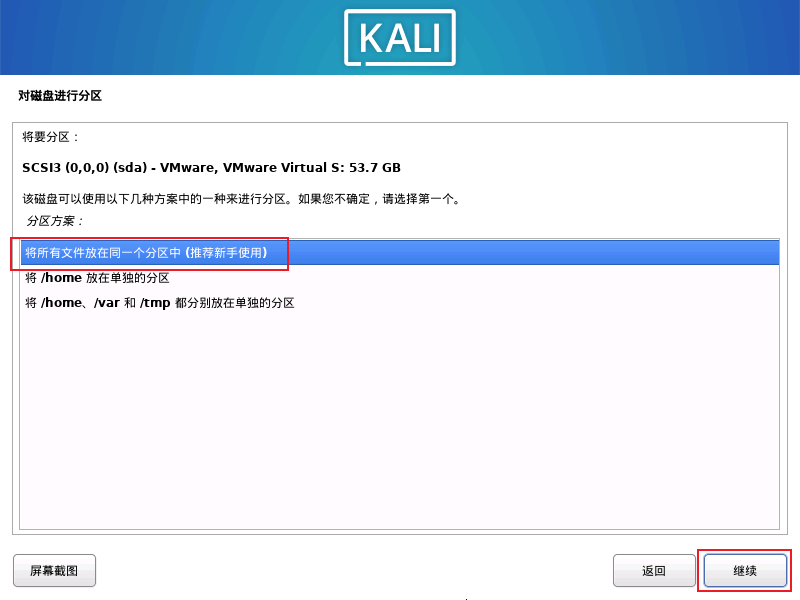 KALI
对磁盘进行分区
将要分区：
SCSI3 (0,0,0) (sda) - VMware, VMware Virtual S: 53.7 GB
该磁盘可以使用以下几种方案中的一种来进行分区。如果您不确定，请选择第一个。
分区方案：
将所有文件放在同一个分区中 (推荐新手使用)
将 /home 放在单独的分区
将 /home、/var 和 /tmp 都分别放在单独的分区
屏幕截图
返回
继续